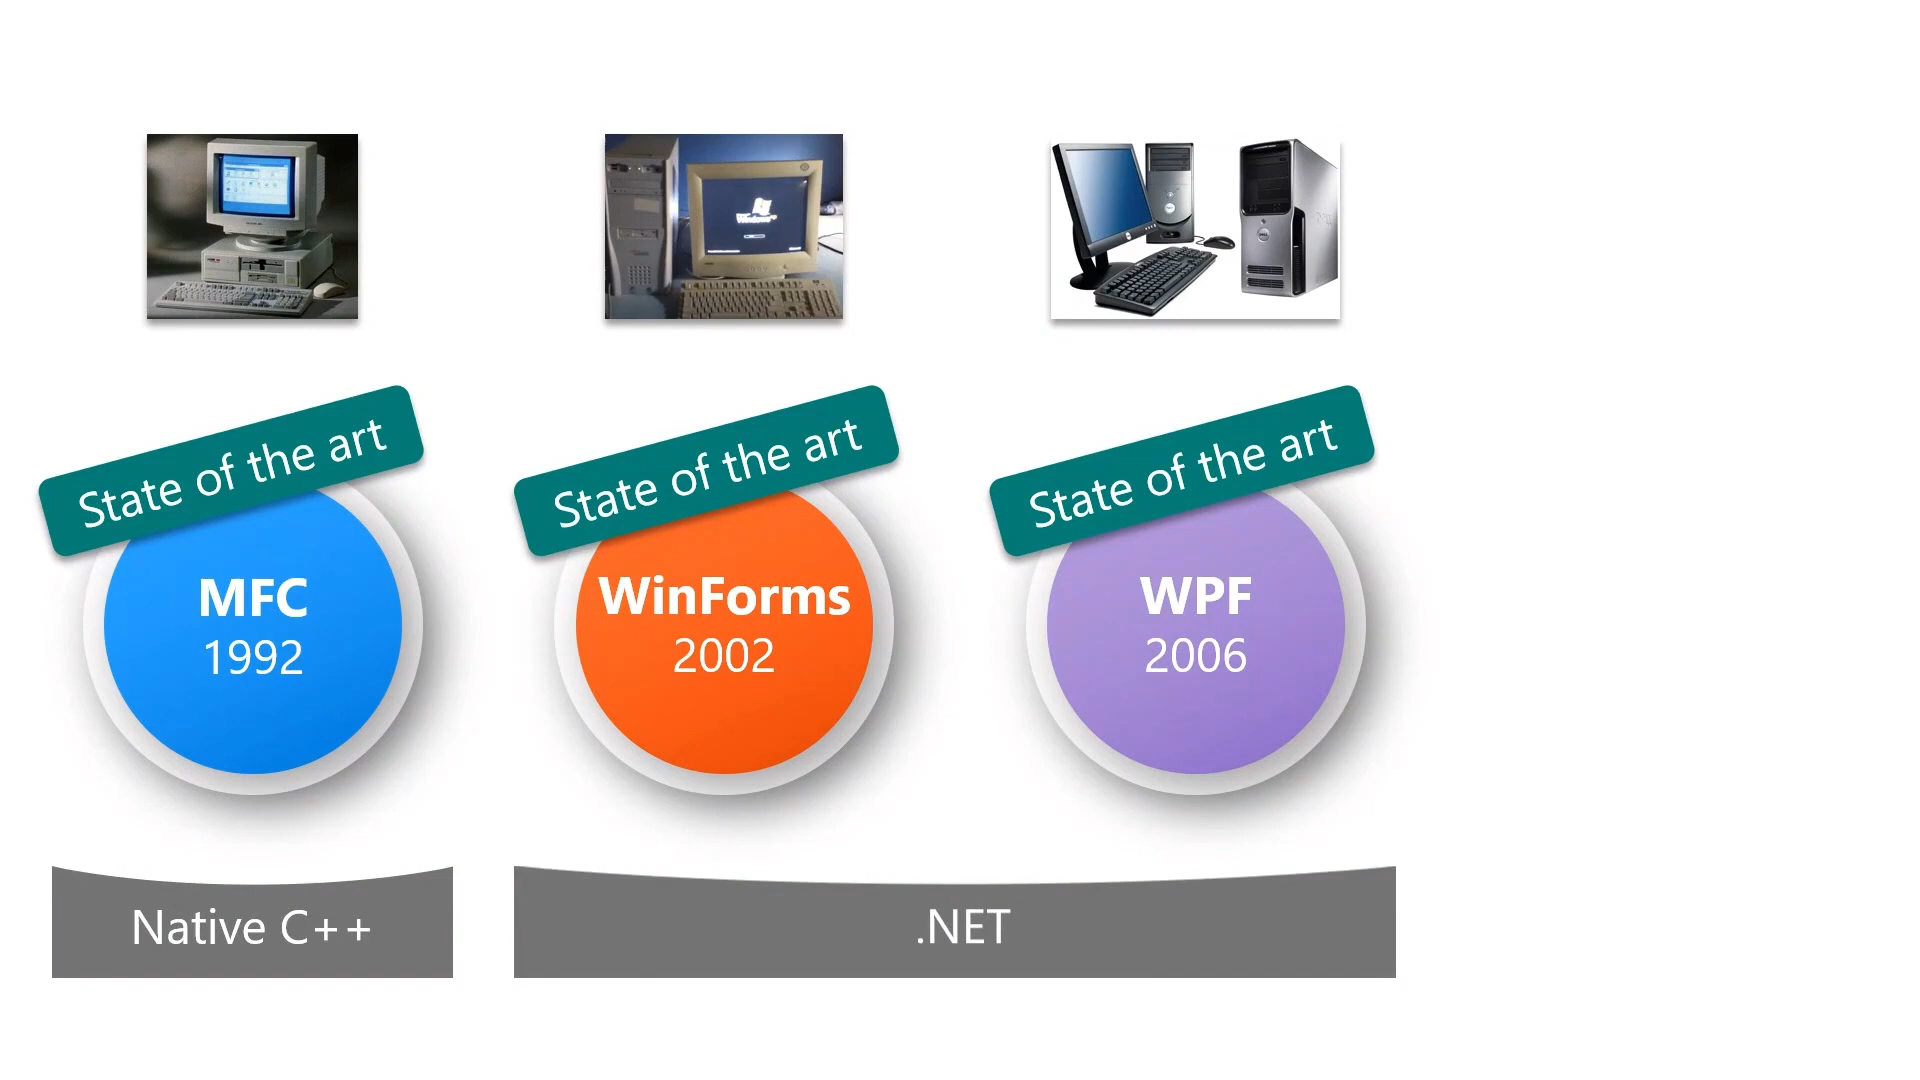 State of the art
MFC
1992
State of the art
WinForms
2002
State of the art
WPF
2006
Native C++
.NET